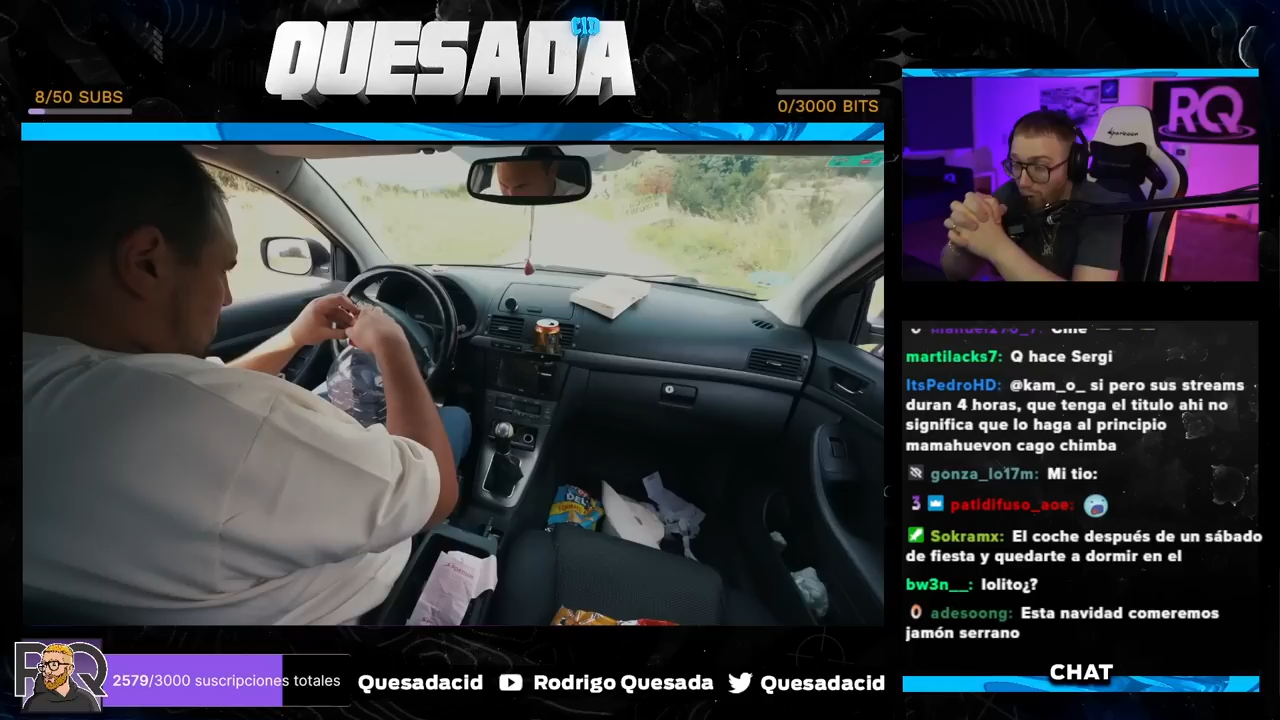 QUESADA
CID
8/50 SUBS
0/3000 BITS
RQ
martilacks7: Q hace Sergi
ItsPedroHD: @kam_o_ si pero sus streams
duran 4 horas, que tenga el titulo ahi no
significa que lo haga al principio
mamahuevon cago chimba
gonza_lo17m: Mi tio:
3 patidifuso_aoe:
Sokramx: El coche después de un sábado
de fiesta y quedarte a dormir en el
bw3n__: lolito¿?
adesoong: Esta navidad comeremos
jamón serrano
CHAT
RQ
2579/3000 suscripciones totales
Quesadacid
Rodrigo Quesada
Quesadacid